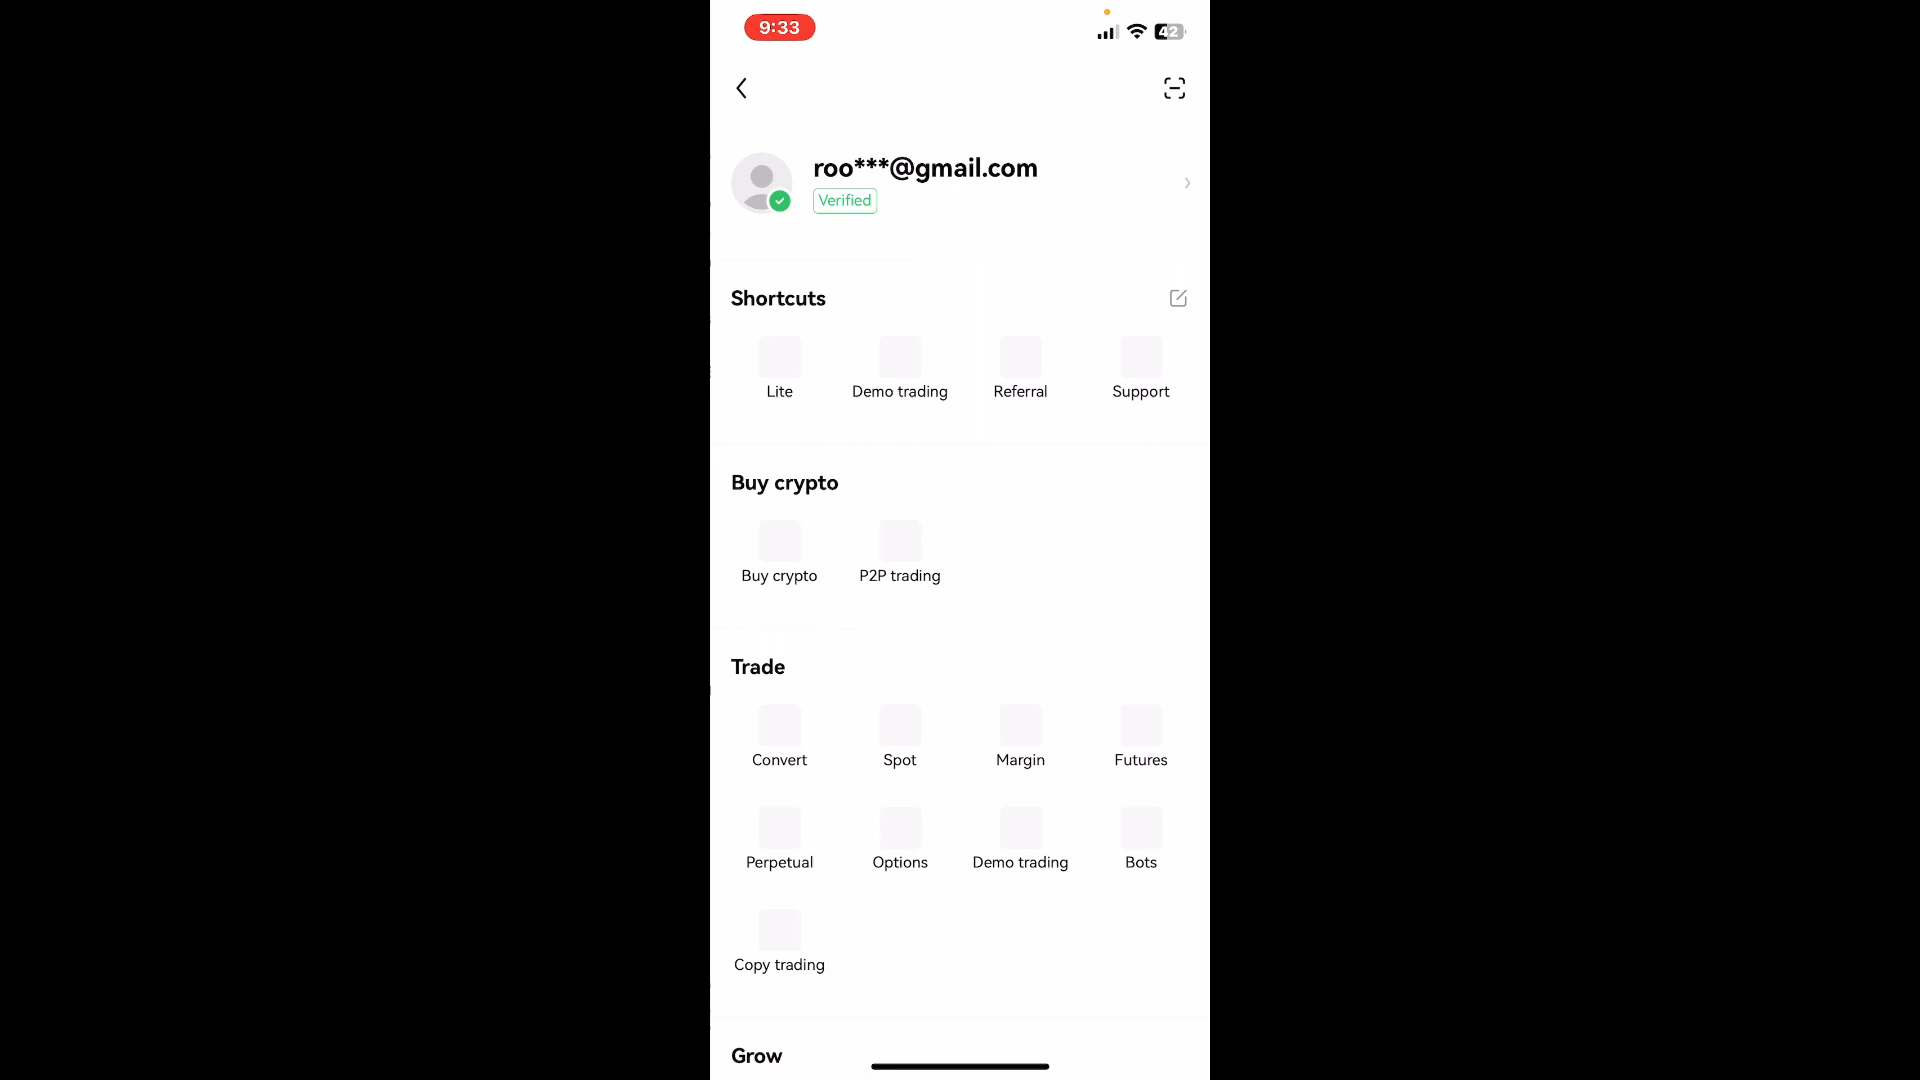 9:33
42
roo***@gmail.com
Verified
Shortcuts
Lite Demo trading Referral Support
Buy crypto
Buy crypto P2P trading
Trade
Convert Spot Margin Futures
Perpetual Options Demo trading Bots
Copy trading
Grow